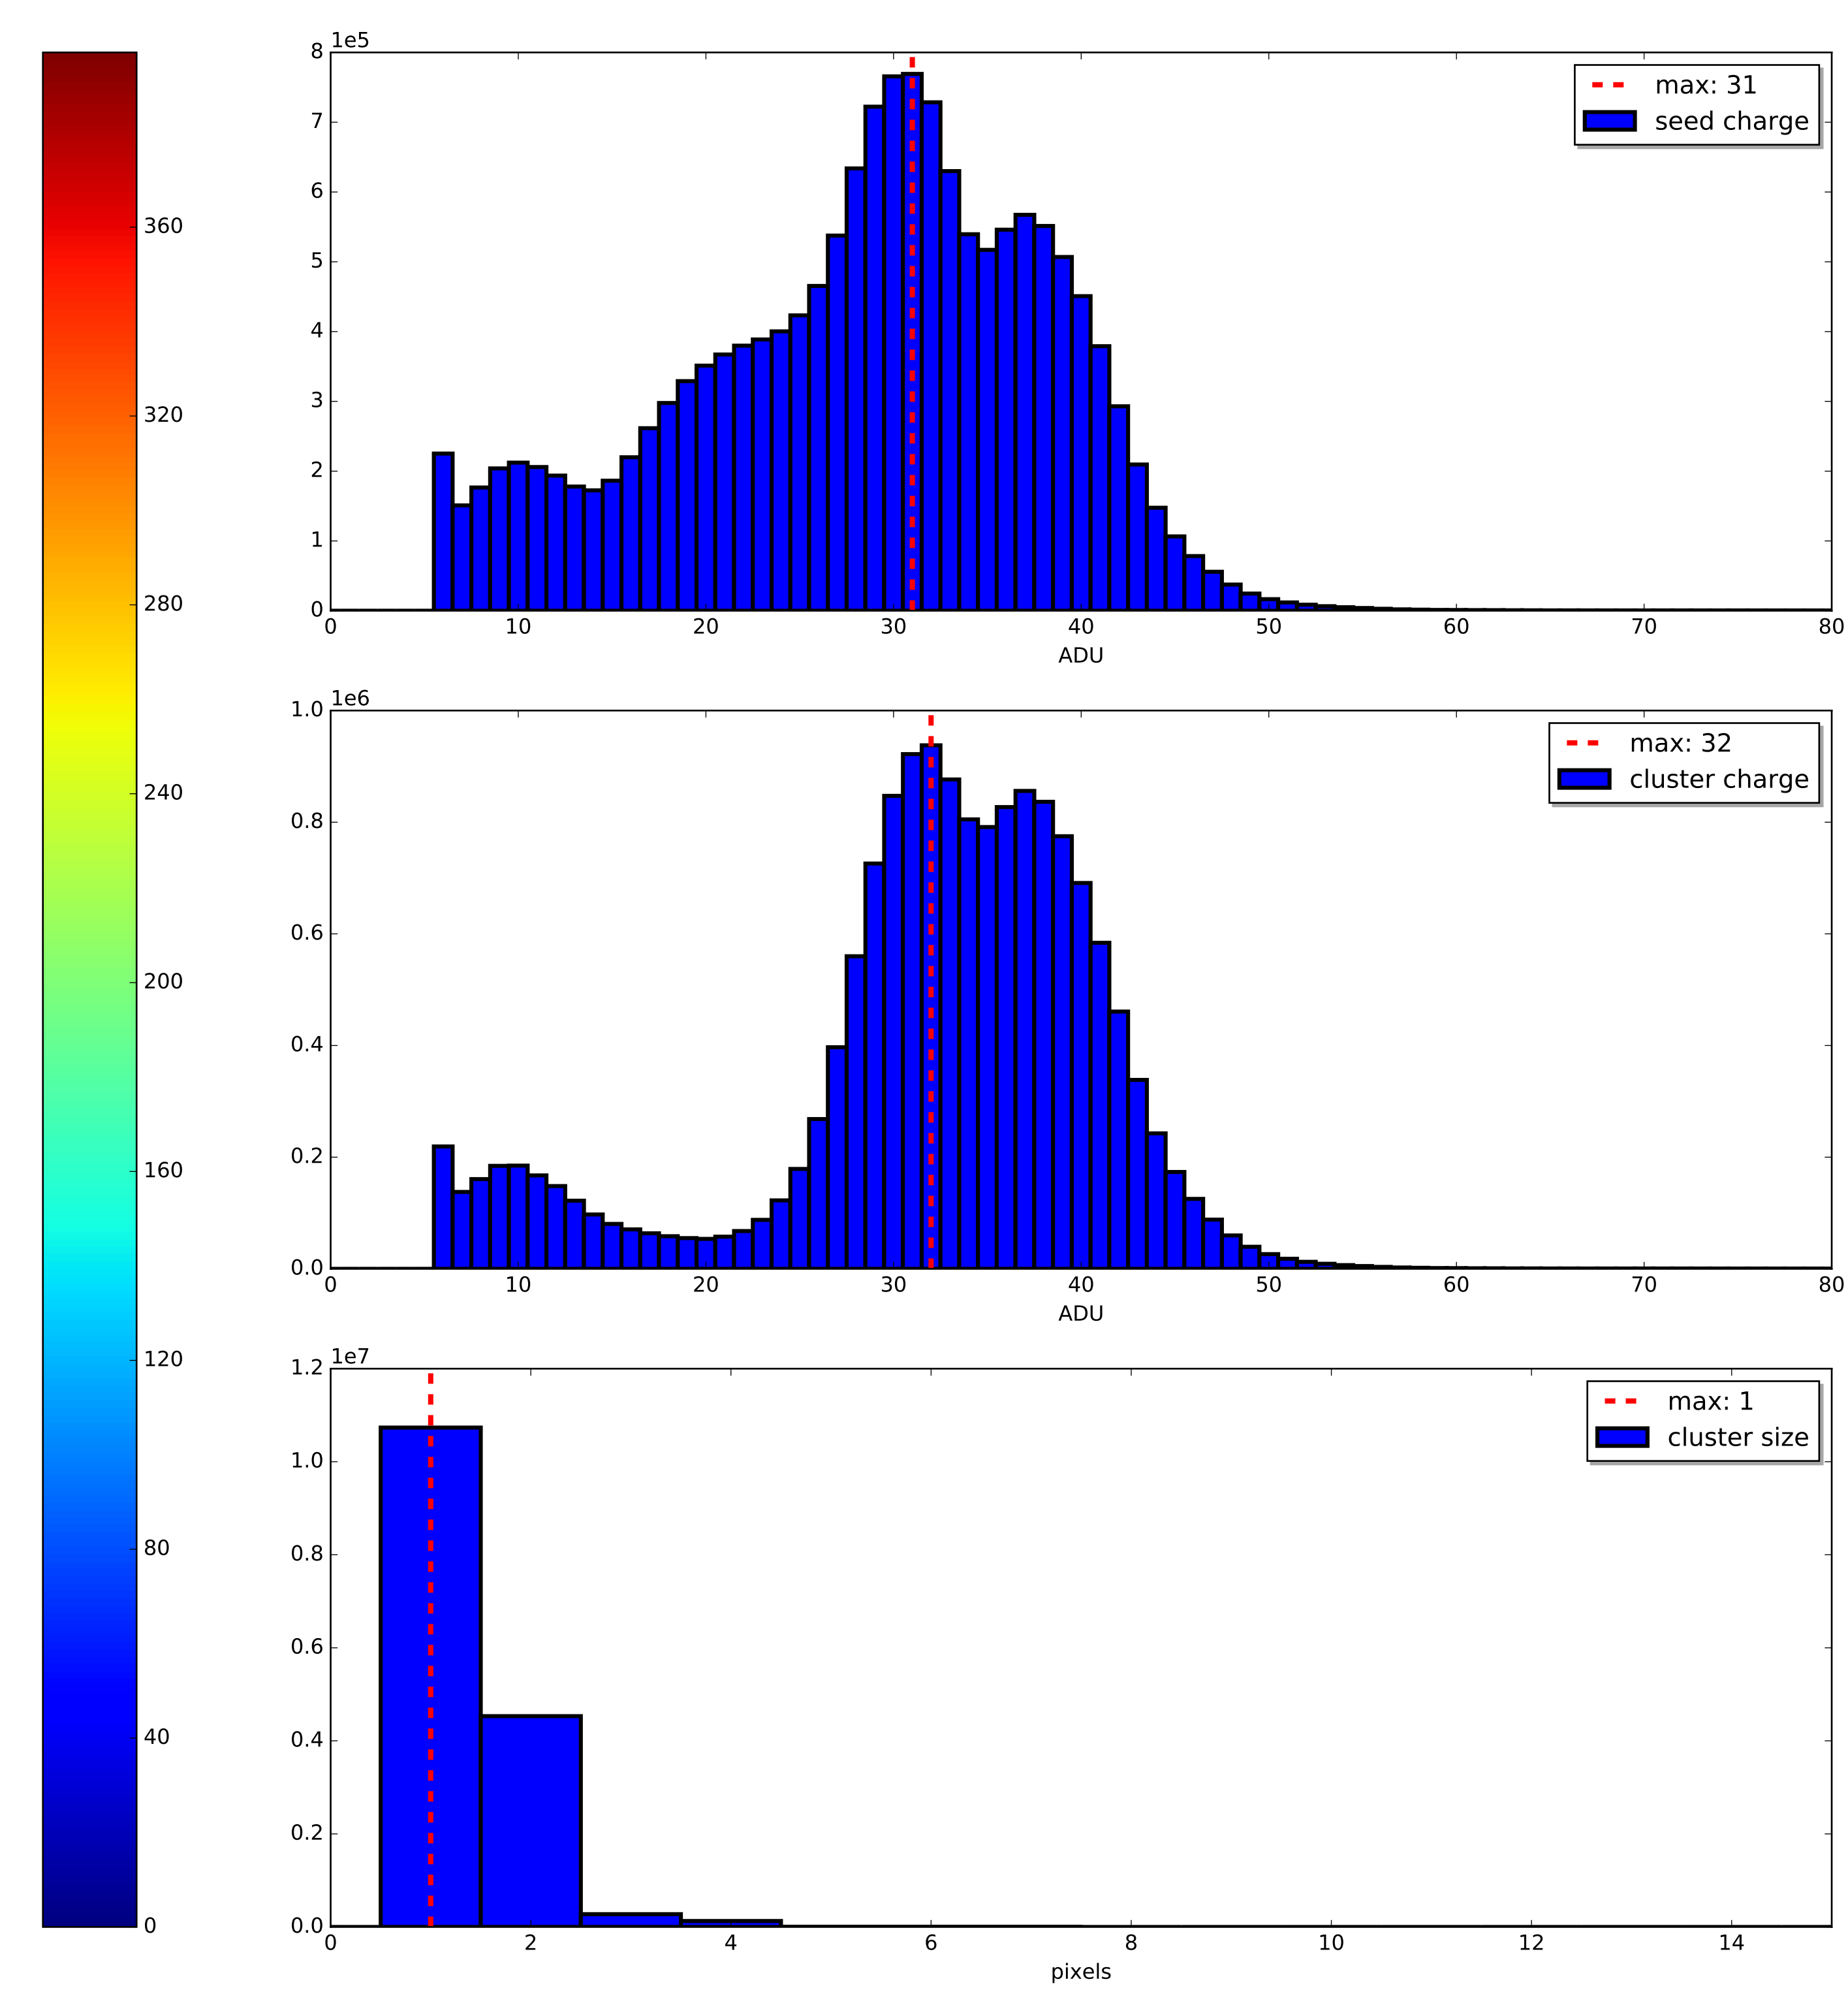 360
320
280
240
200
160
120
80
40
0
1e5
8
7
6
5
4
3
2
1
0
0 10 20 30 40 50 60 70 80
ADU
max: 31
seed charge
1e6
1.0
0.8
0.6
0.4
0.2
0.0
0 10 20 30 40 50 60 70 80
ADU
max: 32
cluster charge
1e7
1.2
1.0
0.8
0.6
0.4
0.2
0.0
0 2 4 6 8 10 12 14
pixels
max: 1
cluster size